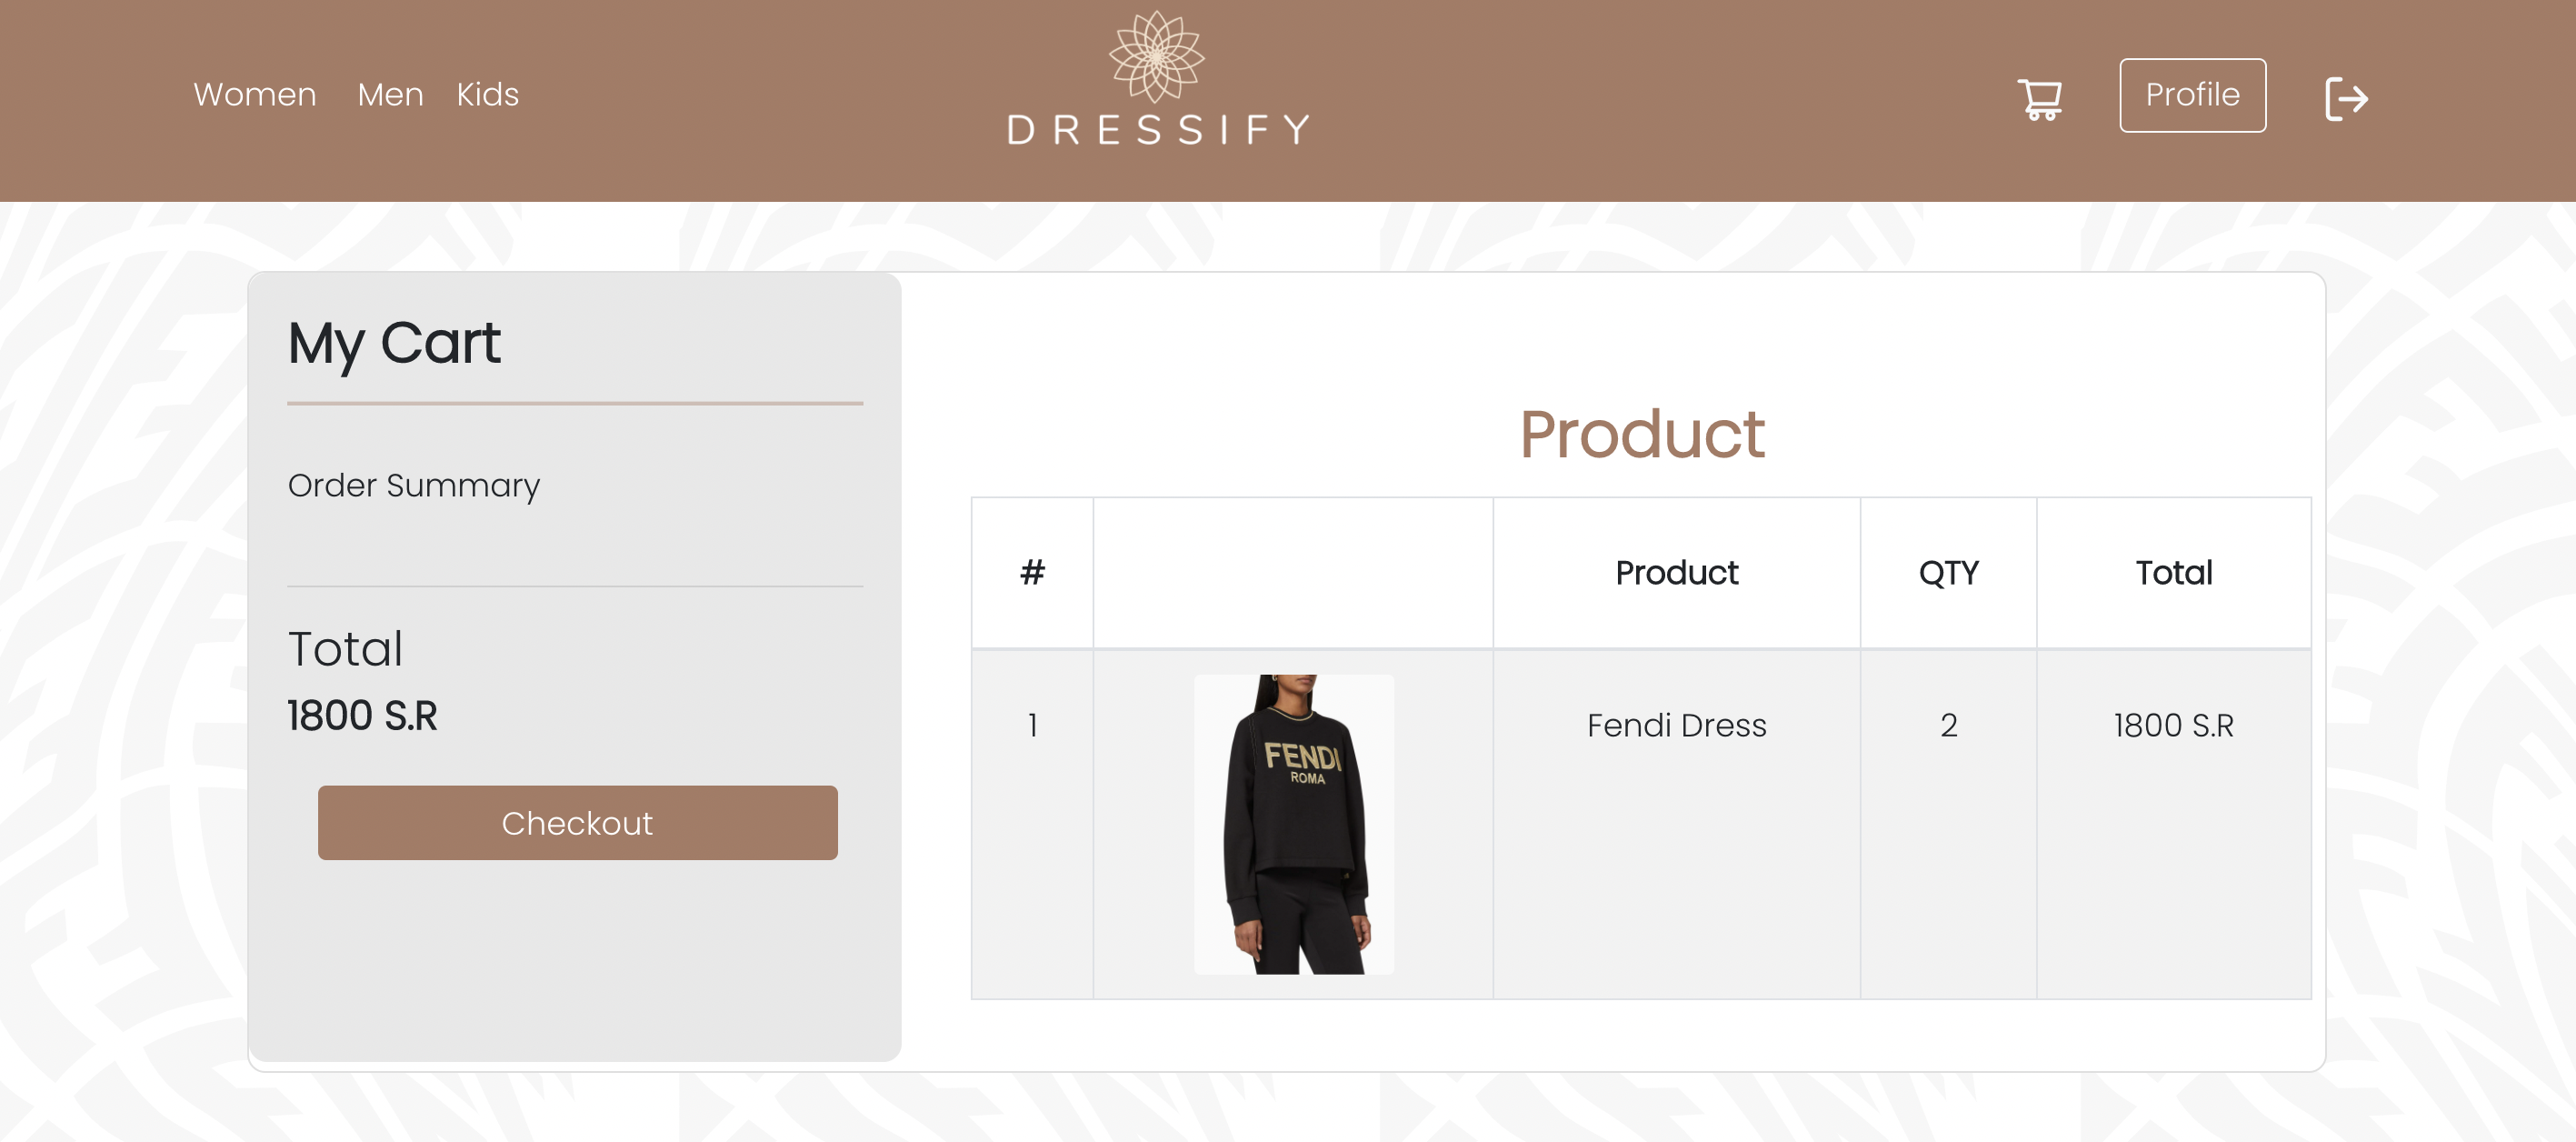 Women Men Kids
DRESSIFY
Profile
My Cart
Order Summary
Total
1800 S.R
Checkout
Product
# Product QTY Total
1 Fendi Dress 2 1800 S.R
FENDI
ROMA